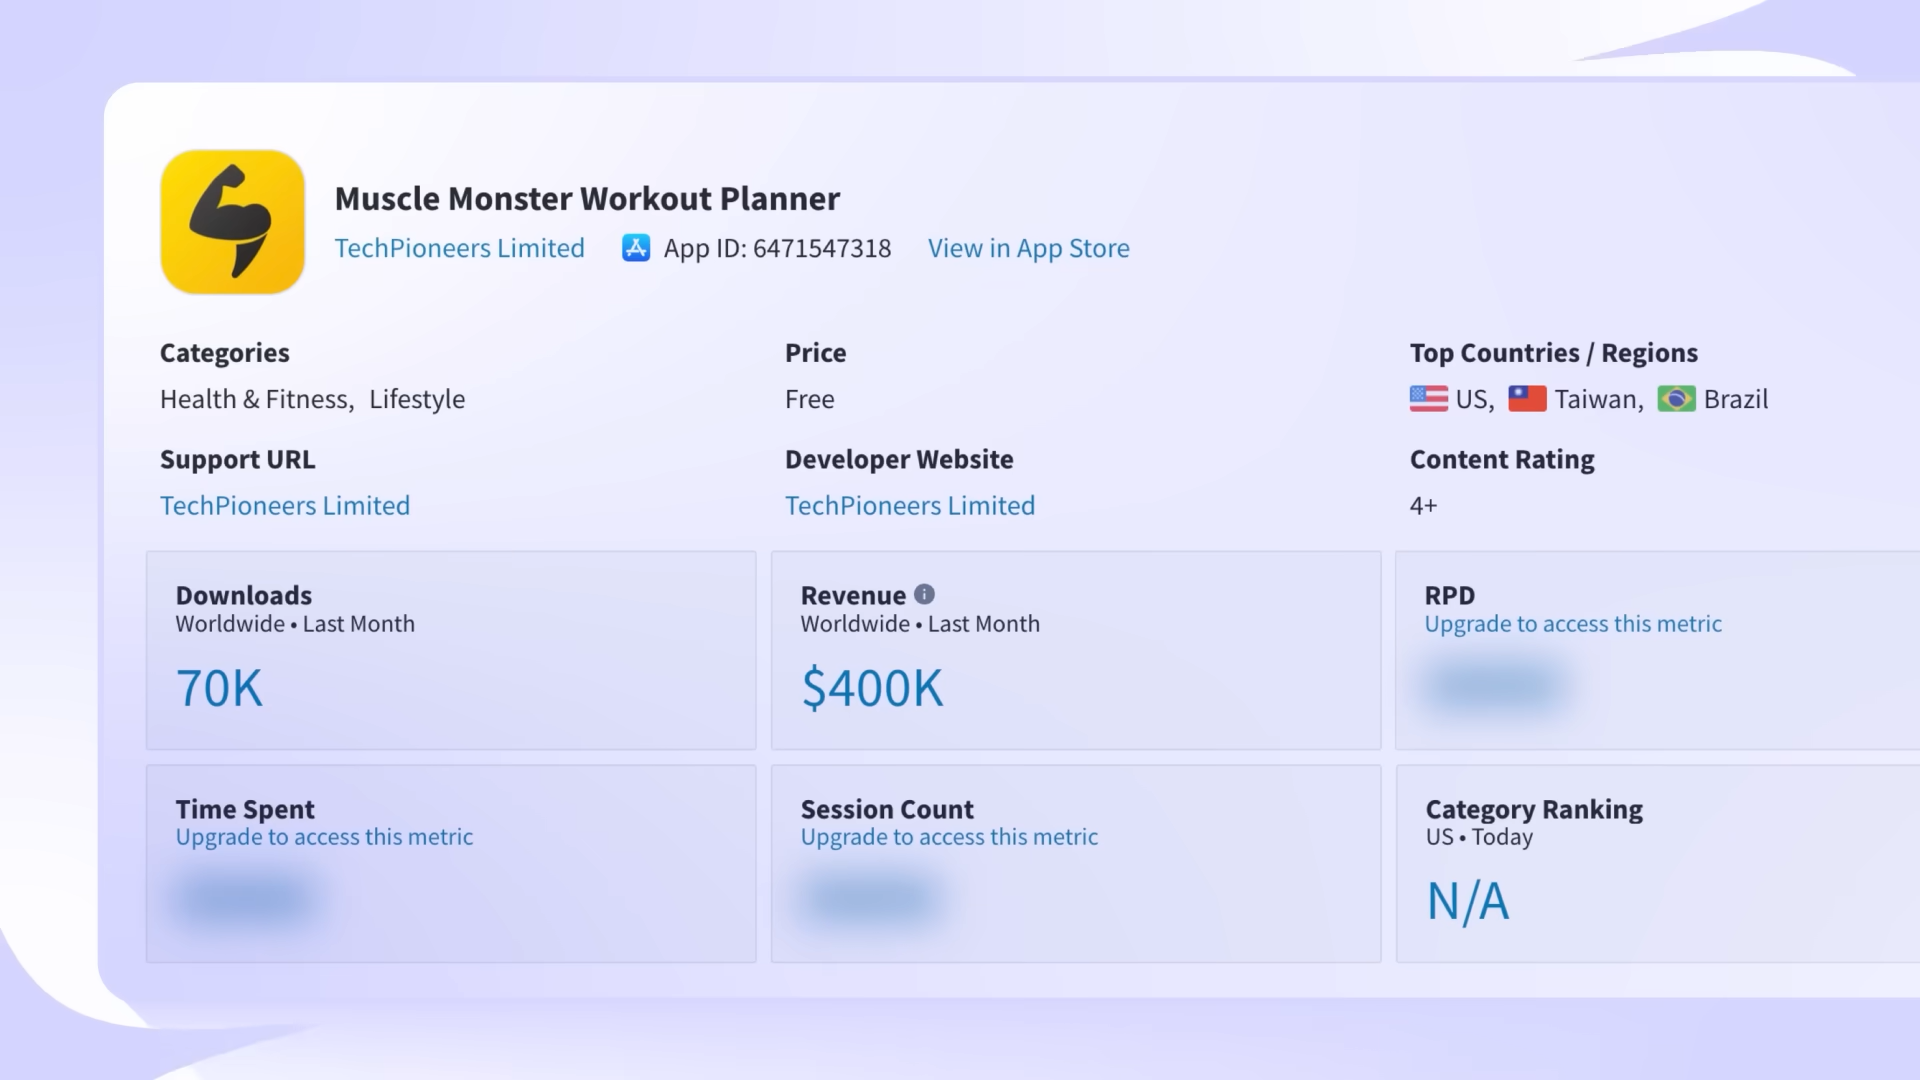 Muscle Monster Workout Planner
TechPioneers Limited App ID: 6471547318 View in App Store
Categories
Health & Fitness, Lifestyle
Price
Free
Top Countries / Regions
US, Taiwan, Brazil
Support URL
TechPioneers Limited
Developer Website
TechPioneers Limited
Content Rating
4+
Downloads
Worldwide • Last Month
70K
Revenue
Worldwide • Last Month
$400K
RPD
Upgrade to access this metric
Time Spent
Upgrade to access this metric
Session Count
Upgrade to access this metric
Category Ranking
US • Today
N/A